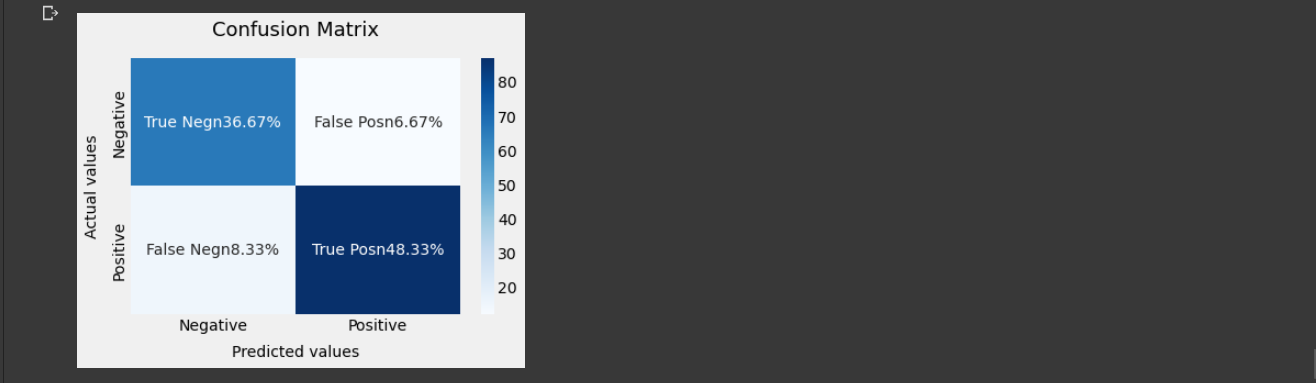 Confusion Matrix
Actual values
Negative
Positive
True Negn36.67%
False Posn6.67%
False Negn8.33%
True Posn48.33%
80
70
60
50
40
30
20
Negative
Positive
Predicted values